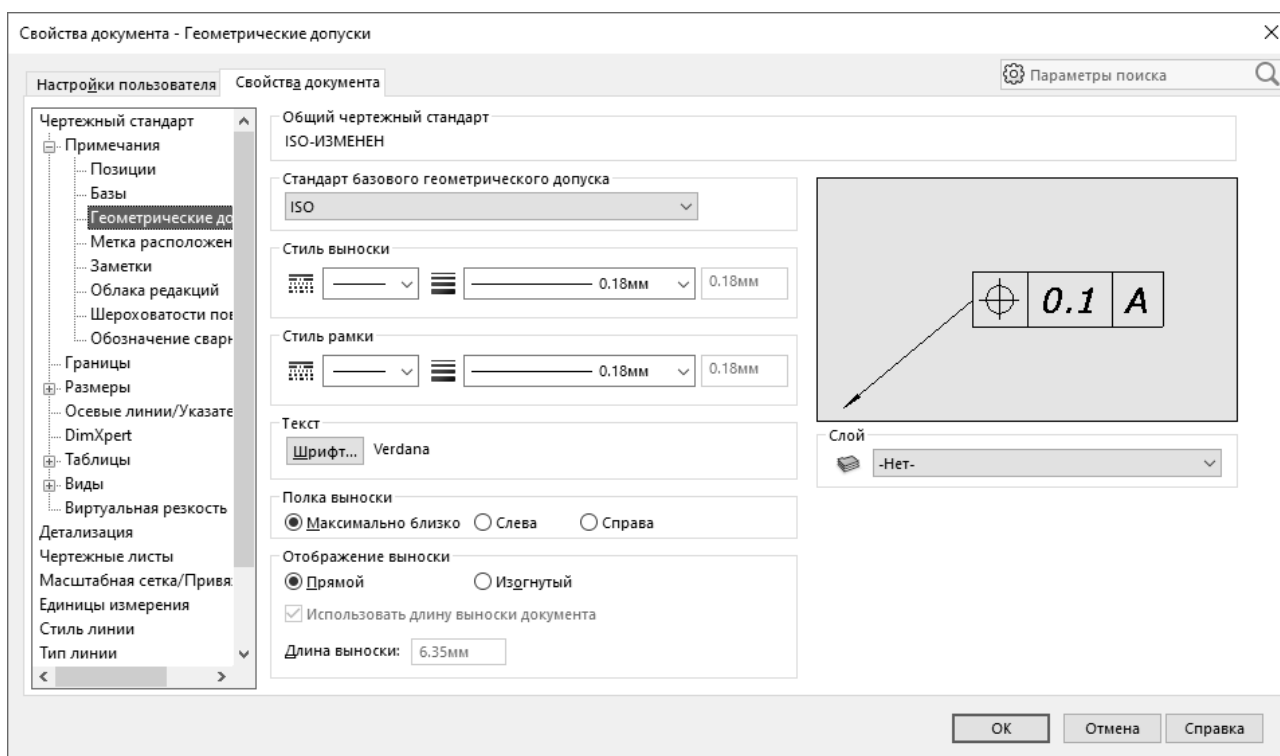 Свойства документа - Геометрические допуски
Настройки пользователя
Свойства документа
Параметры поиска
Чертежный стандарт
Примечания
Позиции
Базы
Геометрические до
Метка расположен
Заметки
Облака редакций
Шероховатости пов
Обозначение сварн
Границы
Размеры
Осевые линии/Указате
DimXpert
Таблицы
Виды
Виртуальная резкость
Детализация
Чертежные листы
Масштабная сетка/Привя
Единицы измерения
Стиль линии
Тип линии
Общий чертежный стандарт
ISO-ИЗМЕНЕН
Стандарт базового геометрического допуска
ISO
Стиль выноски
0.18мм 0.18мм
Стиль рамки
0.18мм 0.18мм
Текст
Шрифт... Verdana
Полка выноски
Максимально близко Слева Справа
Отображение выноски
Прямой Изогнутый
Использовать длину выноски документа
Длина выноски: 6.35мм
0.1 A
Слой
-Нет-
OK Отмена Справка